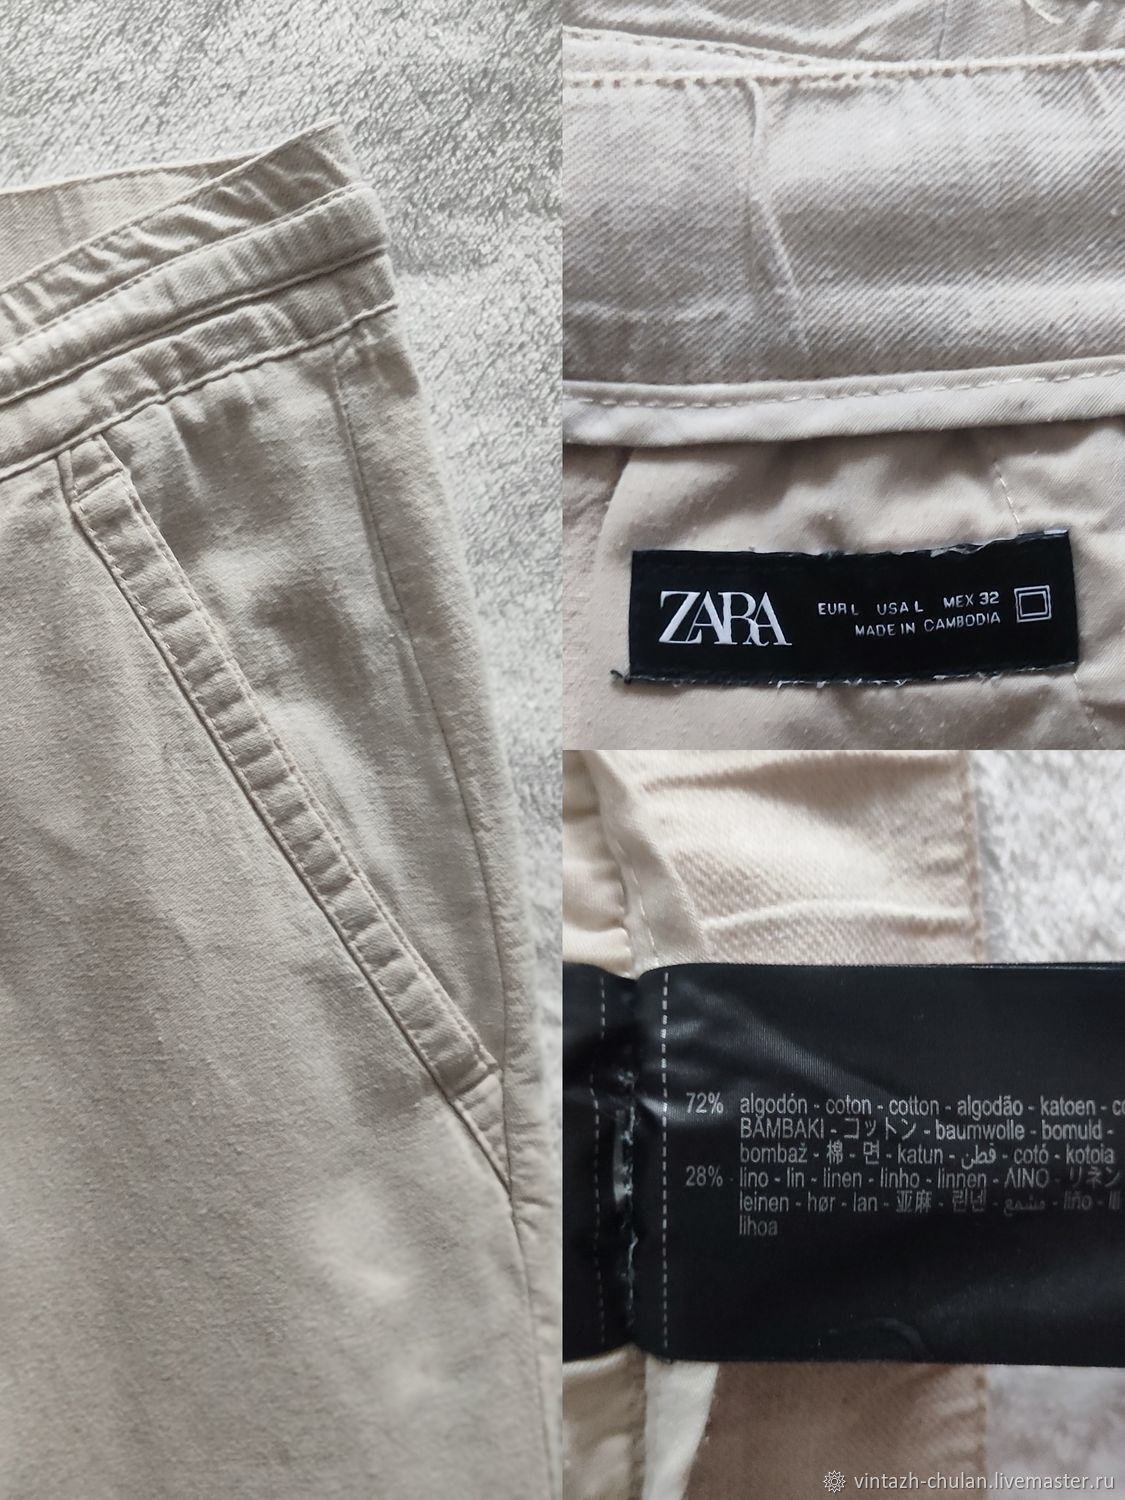 ZARA
EUR L USA L MEX 32
MADE IN CAMBODIA
72% algodón - coton - cotton - algodão - katoen -
BAMBAKI - コットン - baumwolle - bomuld -
bombaž - 棉 - 면 - katun - قطن - cotó - kotoia
28% lino - lin - linen - linho - linnen - ΛINO - リネン
leinen - hør - lan - 亚麻 - 린넨 - مشمع - liño -
lihoa
vintazh-chulan.livemaster.ru